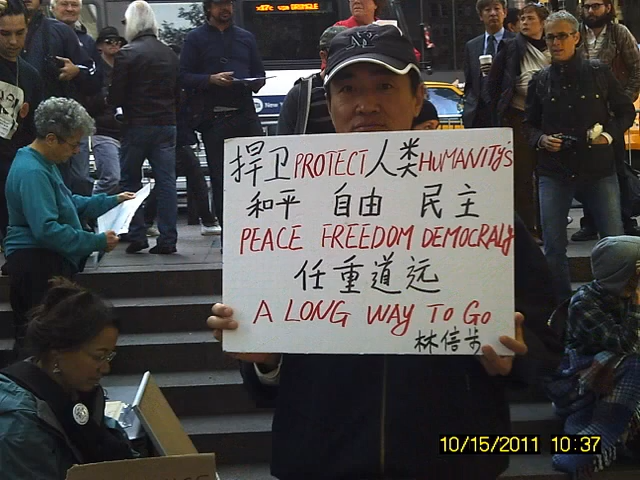 捍卫PROTECT人类HUMANITY'S
和平 自由 民主
PEACE FREEDOM DEMOCRALY
任重道远
A LONG WAY TO GO
林信步
10/15/2011 10:37